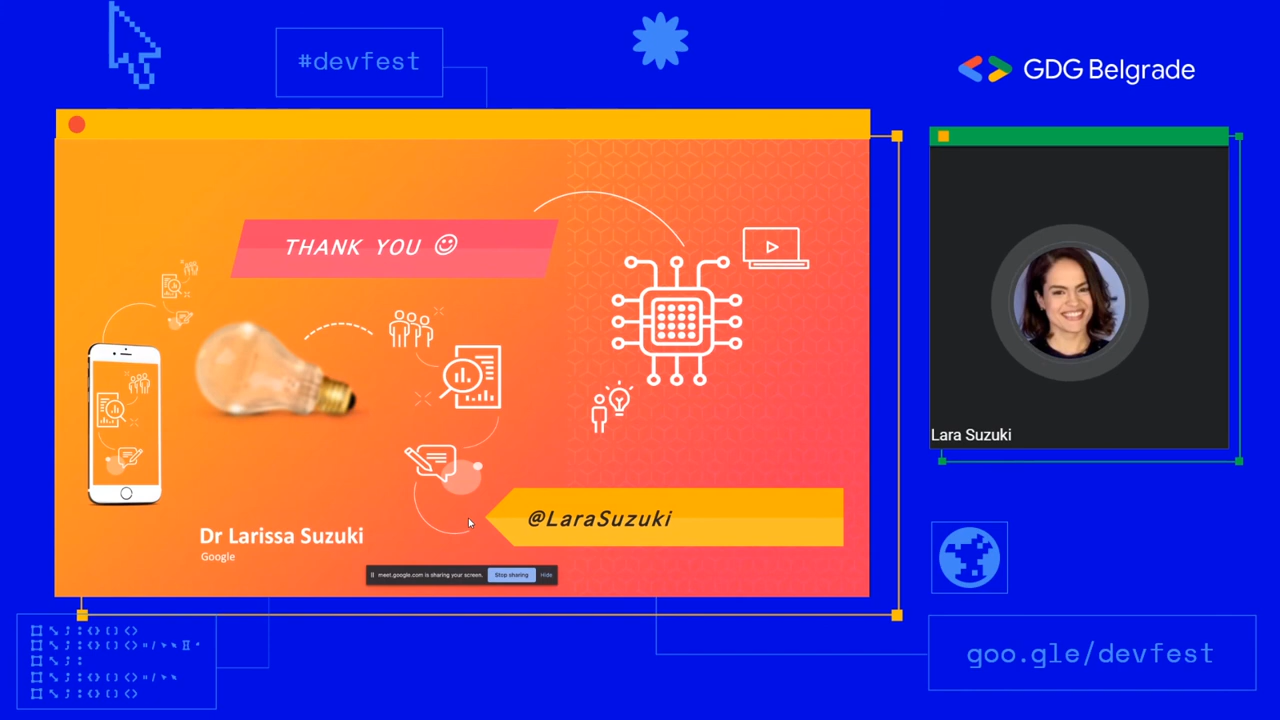 #devfest
GDG Belgrade
THANK YOU ☺
Lara Suzuki
@LaraSuzuki
Dr Larissa Suzuki
Google
meet.google.com is sharing your screen.
Stop sharing
Hide
goo.gle/devfest